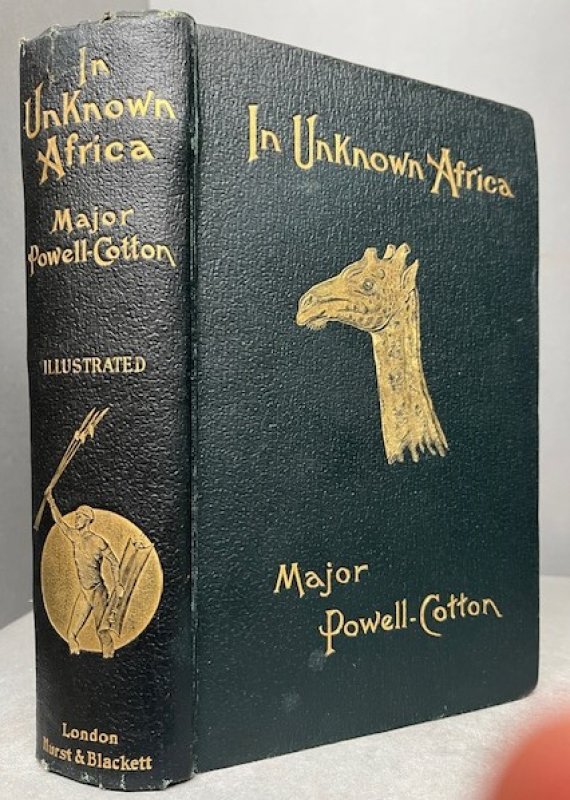 In
UnKnown
Africa
Major
Powell-Cotton
ILLUSTRATED
London
Hurst & Blackett
In UnKnown Africa
Major
Powell-Cotton